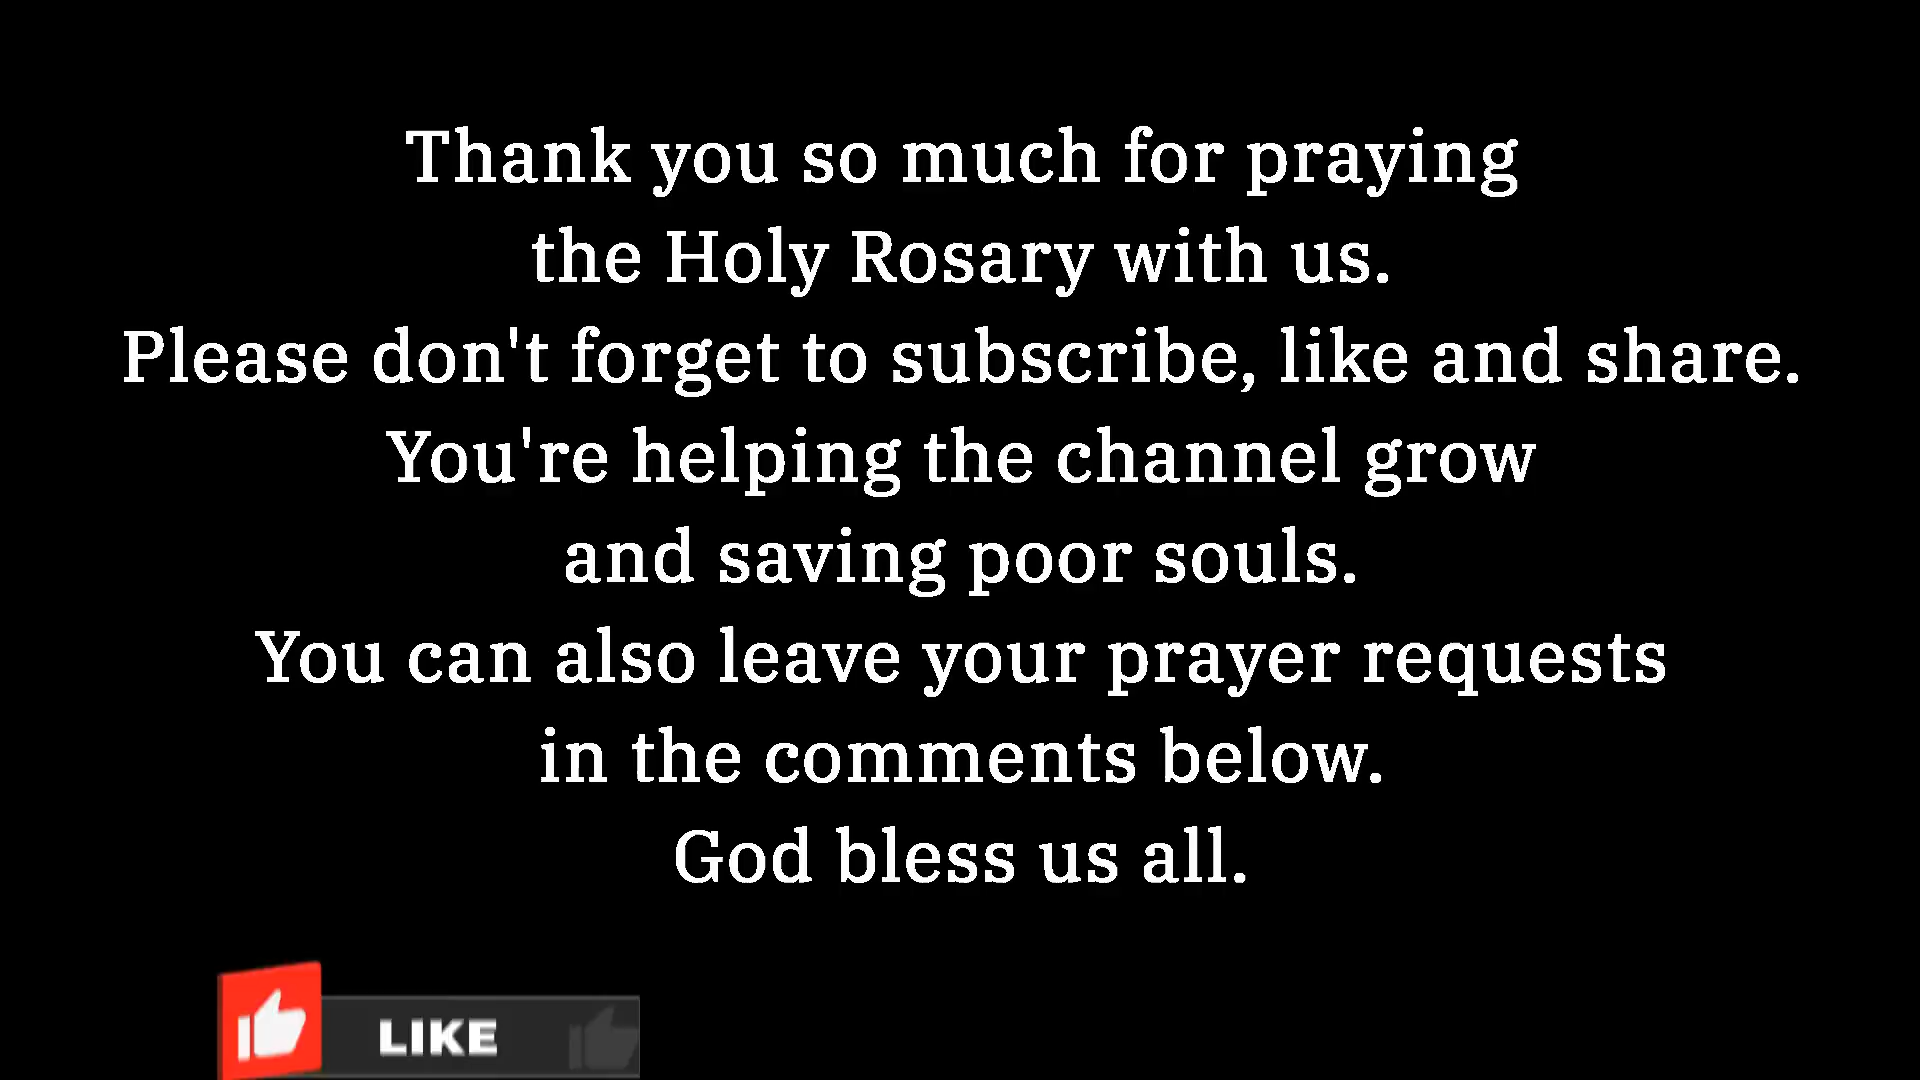 Thank you so much for praying
the Holy Rosary with us.
Please don't forget to subscribe, like and share.
You're helping the channel grow
and saving poor souls.
You can also leave your prayer requests
in the comments below.
God bless us all.
LIKE